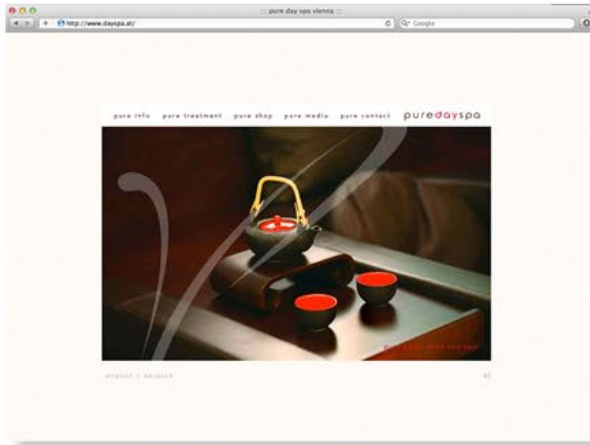 ::: pure day spa vienna :::
http://www.dayspa.at/
Google
pure info pure treatment pure shop pure media pure contact puredayspa
english | deutsch